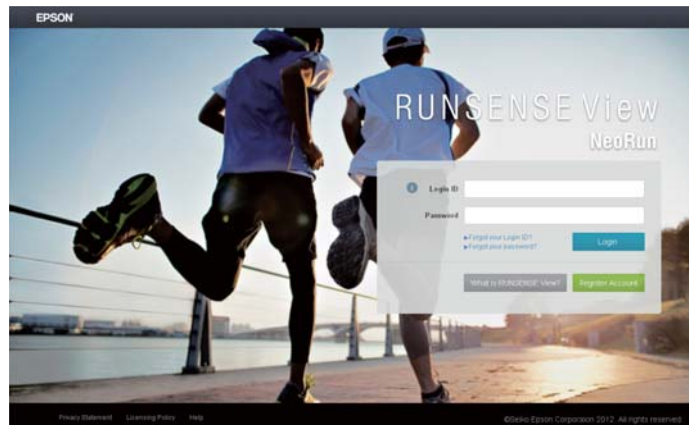 EPSON
RUNSENSE View
NeoRun
Login ID
Password
▶Forgot your Login ID?
▶Forgot your password?
Login
What is RUNSENSE View?
Register Account
Privacy Statement Licensing Policy Help
©Seiko Epson Corporation 2012. All rights reserved.